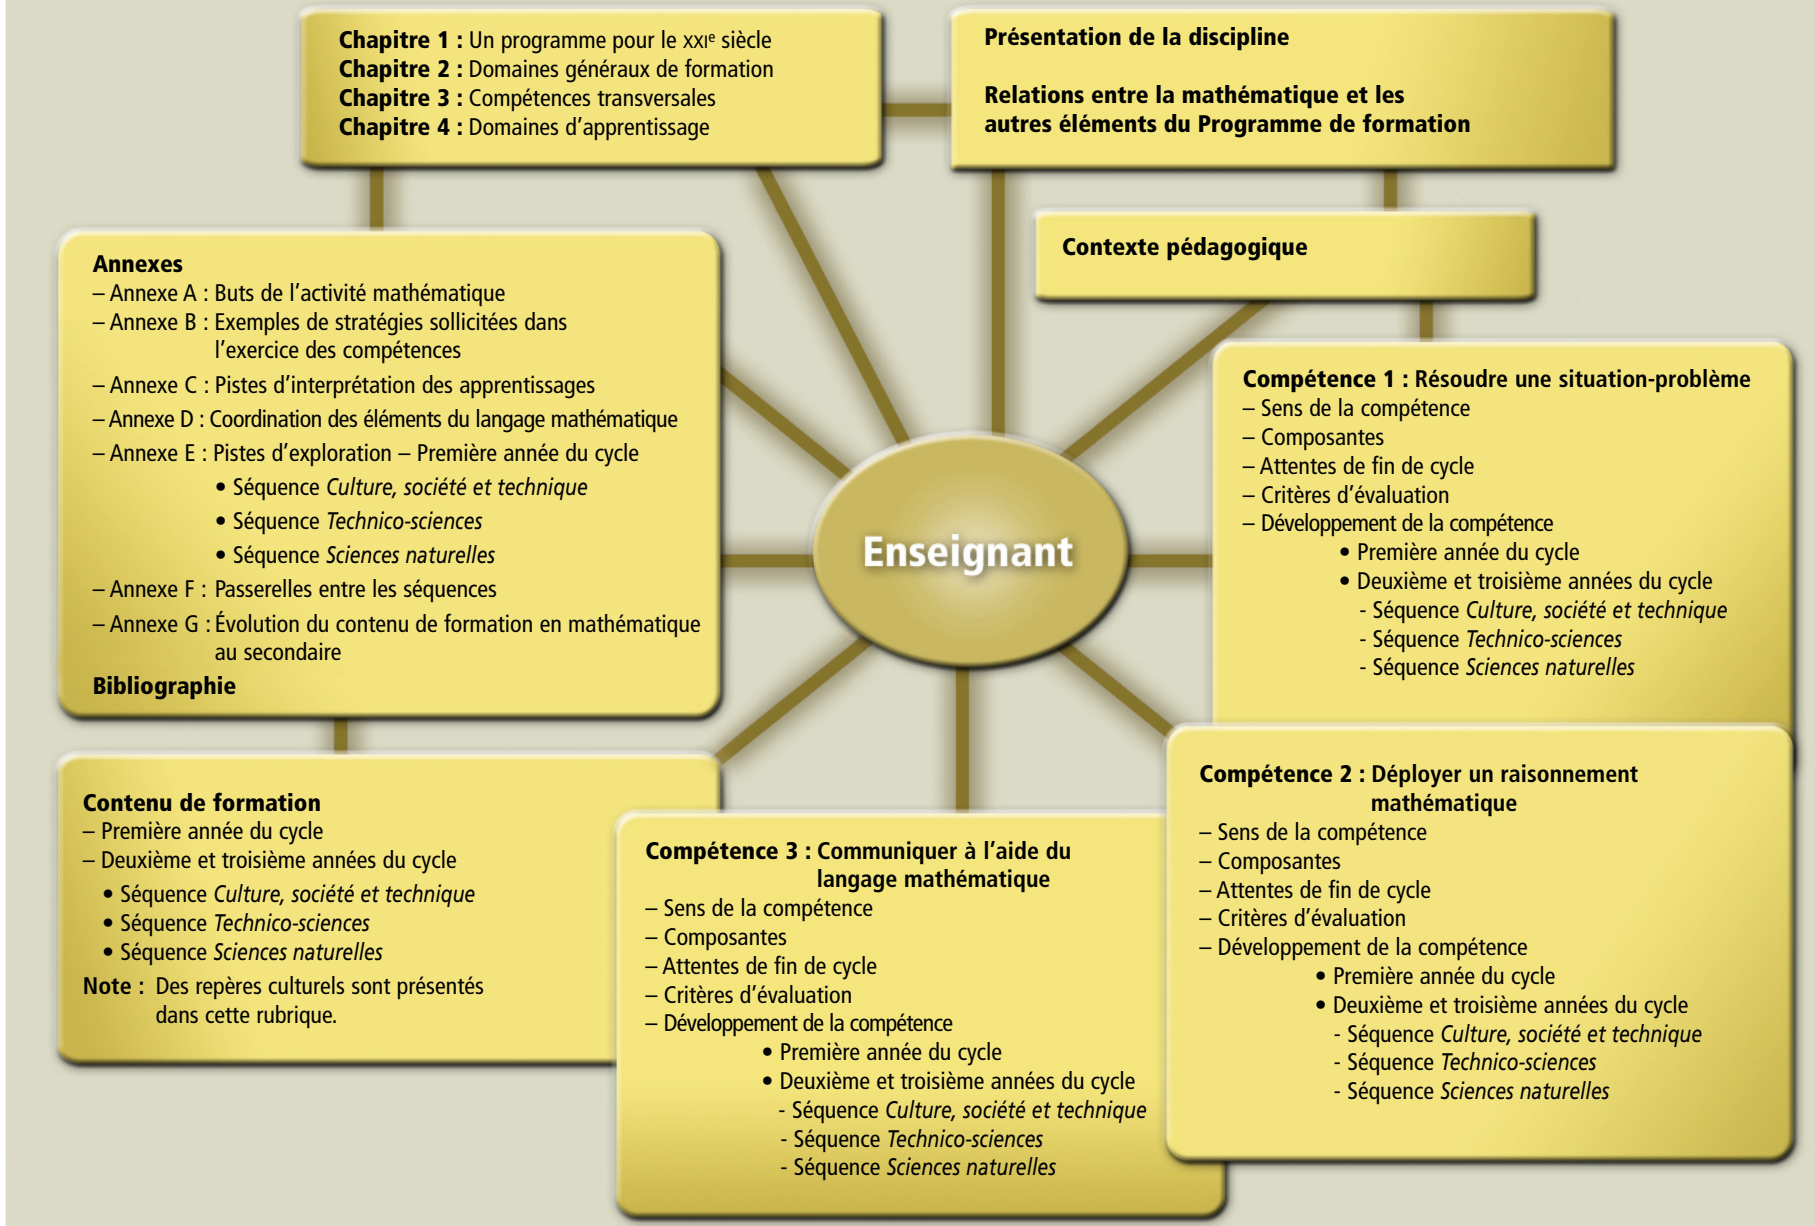 Chapitre 1 : Un programme pour le XXIe siècle
Chapitre 2 : Domaines généraux de formation
Chapitre 3 : Compétences transversales
Chapitre 4 : Domaines d'apprentissage
Présentation de la discipline
Relations entre la mathématique et les
autres éléments du Programme de formation
Contexte pédagogique
Annexes
– Annexe A : Buts de l'activité mathématique
– Annexe B : Exemples de stratégies sollicitées dans
l'exercice des compétences
– Annexe C : Pistes d'interprétation des apprentissages
– Annexe D : Coordination des éléments du langage mathématique
– Annexe E : Pistes d'exploration – Première année du cycle
• Séquence Culture, société et technique
• Séquence Technico-sciences
• Séquence Sciences naturelles
– Annexe F : Passerelles entre les séquences
– Annexe G : Évolution du contenu de formation en mathématique
au secondaire
Bibliographie
Enseignant
Compétence 1 : Résoudre une situation-problème
– Sens de la compétence
– Composantes
– Attentes de fin de cycle
– Critères d'évaluation
– Développement de la compétence
• Première année du cycle
• Deuxième et troisième années du cycle
- Séquence Culture, société et technique
- Séquence Technico-sciences
- Séquence Sciences naturelles
Compétence 2 : Déployer un raisonnement
mathématique
– Sens de la compétence
– Composantes
– Attentes de fin de cycle
– Critères d'évaluation
– Développement de la compétence
• Première année du cycle
• Deuxième et troisième années du cycle
- Séquence Culture, société et technique
- Séquence Technico-sciences
- Séquence Sciences naturelles
Compétence 3 : Communiquer à l'aide du
langage mathématique
– Sens de la compétence
– Composantes
– Attentes de fin de cycle
– Critères d'évaluation
– Développement de la compétence
• Première année du cycle
• Deuxième et troisième années du cycle
- Séquence Culture, société et technique
- Séquence Technico-sciences
- Séquence Sciences naturelles
Contenu de formation
– Première année du cycle
– Deuxième et troisième années du cycle
• Séquence Culture, société et technique
• Séquence Technico-sciences
• Séquence Sciences naturelles
Note : Des repères culturels sont présentés
dans cette rubrique.